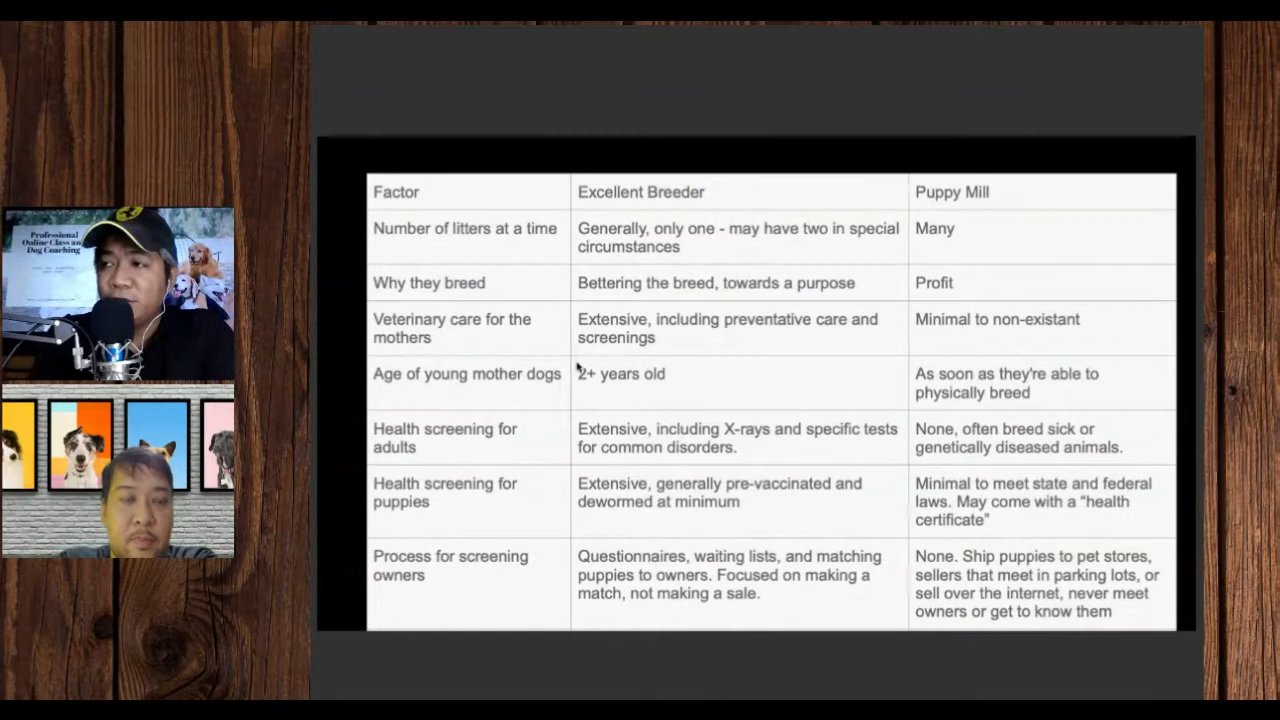 Professional
Online Class an
Dog Coaching
Factor
Excellent Breeder
Puppy Mill
Number of litters at a time
Generally, only one - may have two in special
circumstances
Many
Why they breed
Bettering the breed, towards a purpose
Profit
Veterinary care for the
mothers
Extensive, including preventative care and
screenings
Minimal to non-existant
Age of young mother dogs
2+ years old
As soon as they're able to
physically breed
Health screening for
adults
Extensive, including X-rays and specific tests
for common disorders.
None, often breed sick or
genetically diseased animals.
Health screening for
puppies
Extensive, generally pre-vaccinated and
dewormed at minimum
Minimal to meet state and federal
laws. May come with a “health
certificate”
Process for screening
owners
Questionnaires, waiting lists, and matching
puppies to owners. Focused on making a
match, not making a sale.
None. Ship puppies to pet stores,
sellers that meet in parking lots, or
sell over the internet, never meet
owners or get to know them